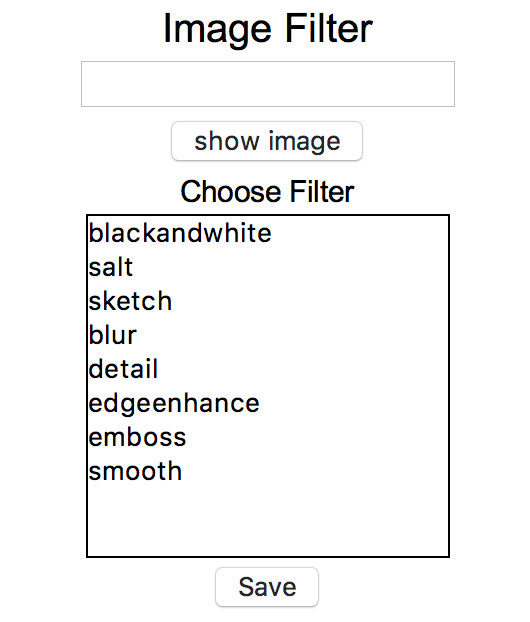 Image Filter
show image
Choose Filter
blackandwhite
salt
sketch
blur
detail
edgeenhance
emboss
smooth
Save